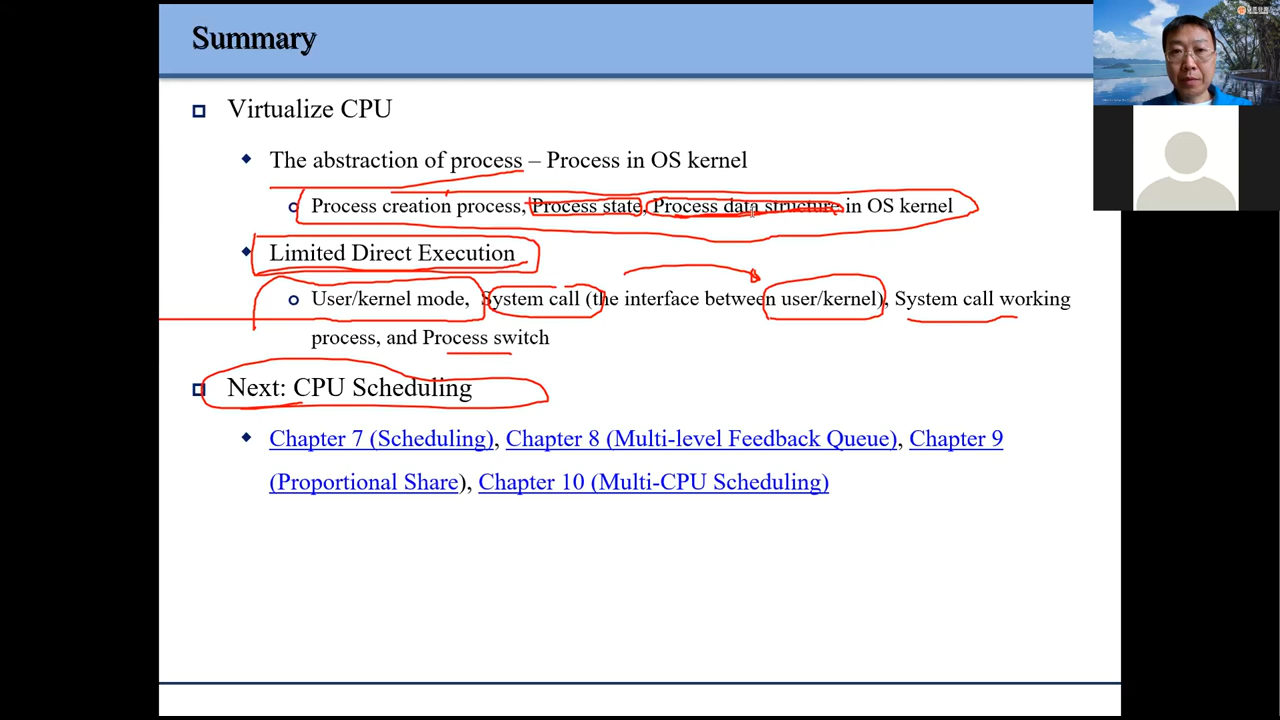 Summary
Virtualize CPU
The abstraction of process – Process in OS kernel
Process creation process, Process state, Process data structure in OS kernel
Limited Direct Execution
User/kernel mode, System call (the interface between user/kernel), System call working
process, and Process switch
Next: CPU Scheduling
Chapter 7 (Scheduling), Chapter 8 (Multi-level Feedback Queue), Chapter 9
(Proportional Share), Chapter 10 (Multi-CPU Scheduling)